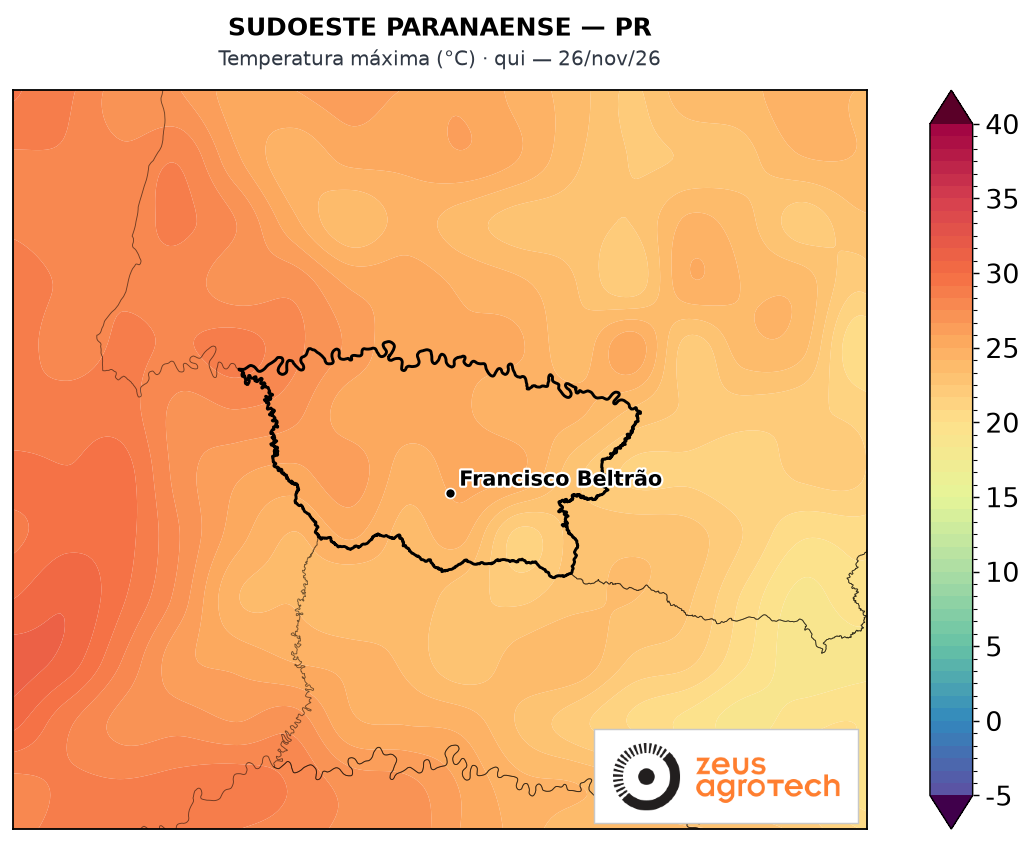 SUDOESTE PARANAENSE — PR
Temperatura máxima (°C) · qui — 26/nov/26
40
35
30
25
20
15
10
5
0
-5
Francisco Beltrão
zeus
agrotech